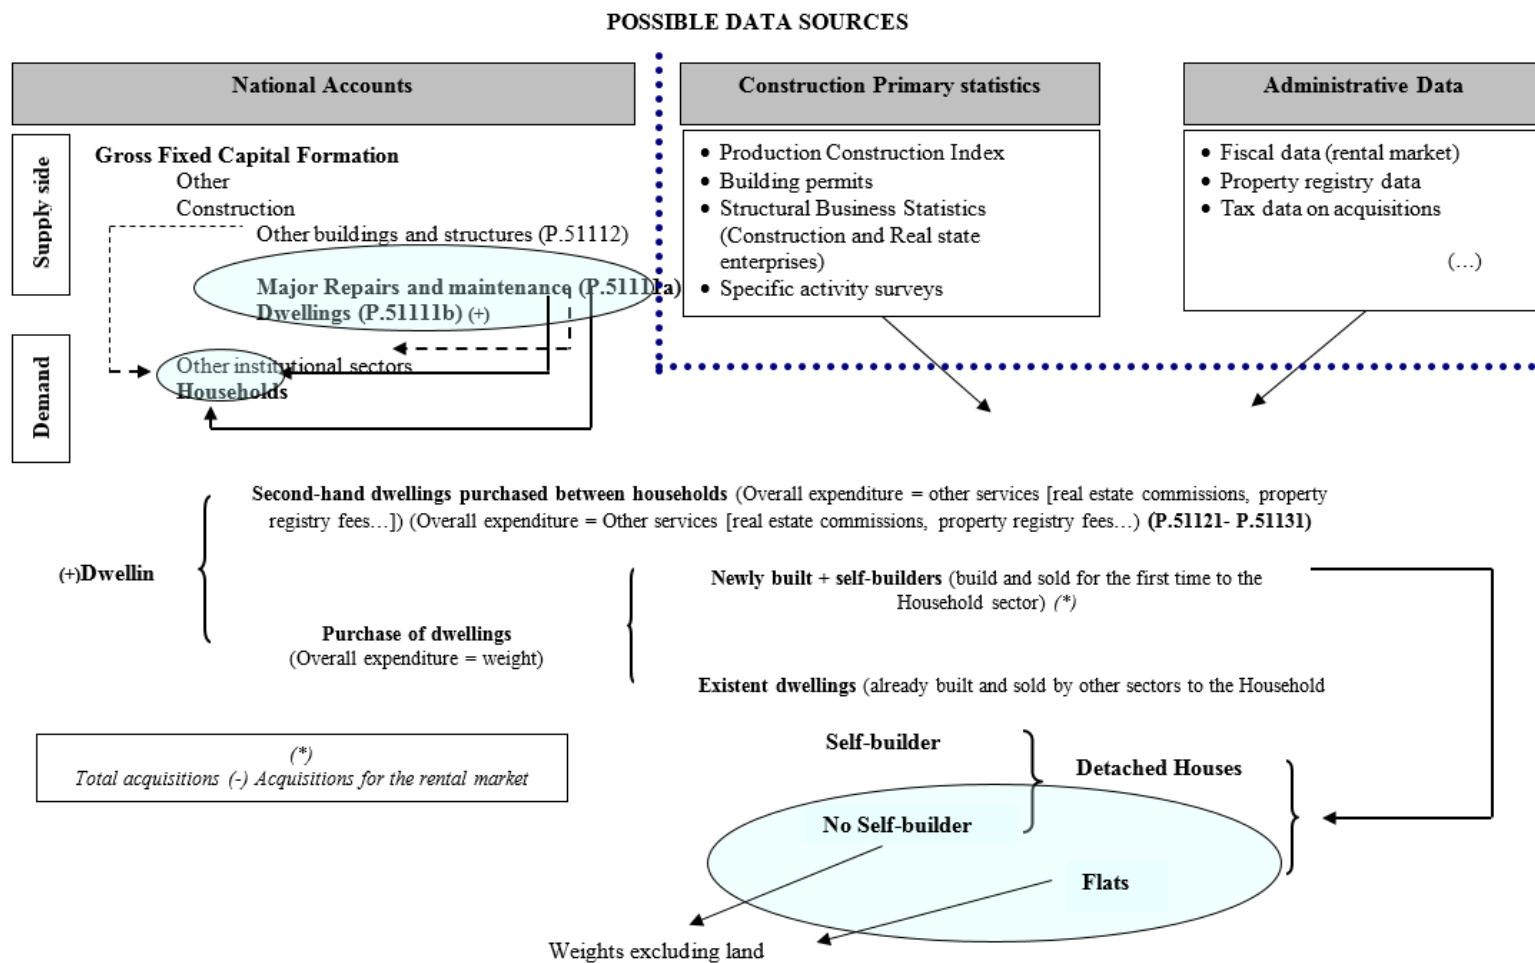 POSSIBLE DATA SOURCES
National Accounts
Construction Primary statistics
Administrative Data
Supply side
Gross Fixed Capital Formation
Other
Construction
Other buildings and structures (P.51112)
Major Repairs and maintenance (P.51111a)
Dwellings (P.51111b) (+)
• Production Construction Index
• Building permits
• Structural Business Statistics
(Construction and Real state
enterprises)
• Specific activity surveys
• Fiscal data (rental market)
• Property registry data
• Tax data on acquisitions
(...)
Demand
Other institutional sectors
Households
Second-hand dwellings purchased between households (Overall expenditure = other services [real estate commissions, property
registry fees...]) (Overall expenditure = Other services [real estate commissions, property registry fees...) (P.51121- P.51131)
(+)Dwellin
Newly built + self-builders (build and sold for the first time to the
Household sector) (*)
Purchase of dwellings
(Overall expenditure = weight)
Existent dwellings (already built and sold by other sectors to the Household
(*)
Total acquisitions (-) Acquisitions for the rental market
Self-builder
Detached Houses
No Self-builder
Flats
Weights excluding land